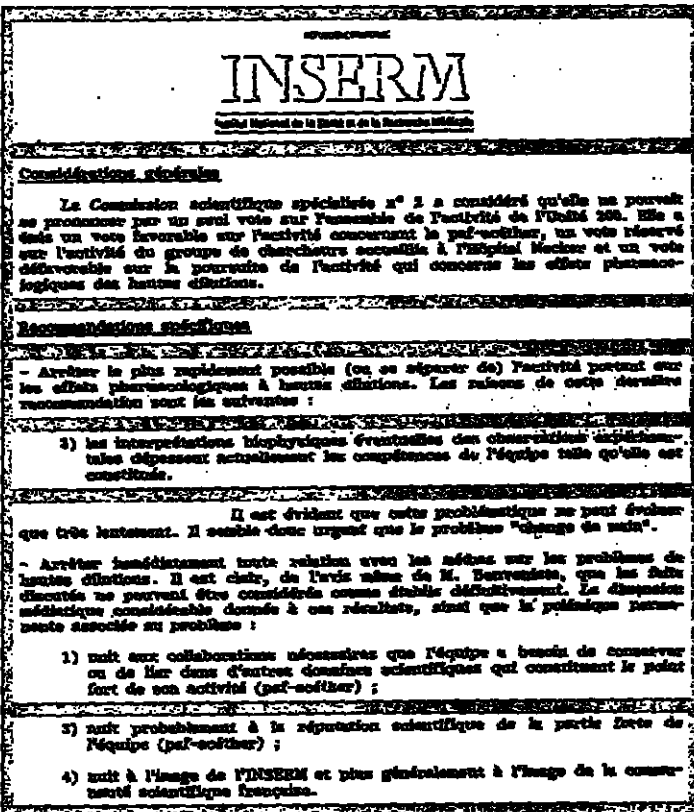 INSERM
Institut National de la Santé et de la Recherche Médicale
Considérations générales
La Commission scientifique spécialisée n° 2 a considéré qu'elle ne pouvait
se prononcer par un seul vote sur l'ensemble de l'activité de l'Unité 200. Elle a
émis un vote favorable sur l'activité concernant le paf-acéther, un vote réservé
sur l'activité du groupe de chercheurs accueillis à l'Hôpital Necker et un vote
défavorable sur la poursuite de l'activité qui concerne les effets pharmaco-
logiques des hautes dilutions.
Recommandations spécifiques
- Arrêter le plus rapidement possible (ou se séparer de) l'activité portant sur
les effets pharmacologiques à hautes dilutions. Les raisons de cette dernière
recommandation sont les suivantes :
3) les interprétations biophysiques éventuelles des observations expérimen-
tales dépassent actuellement les compétences de l'équipe telle qu'elle est
constituée.
Il est évident que cette problématique ne peut évoluer
que très lentement. Il semble donc urgent que le problème "change de main".
- Arrêter immédiatement toute relation avec les médias sur les problèmes de
hautes dilutions. Il est clair, de l'avis même de M. Benveniste, que les faits
discutés ne peuvent être considérés comme établis définitivement. La dimension
médiatique considérable donnée à ces résultats, ainsi que la polémique perma-
nente associée au problème :
1) nuit aux collaborations nécessaires que l'équipe a besoin de conserver
ou de lier dans d'autres domaines scientifiques qui constituent le point
fort de son activité (paf-acéther) ;
3) nuit probablement à la réputation scientifique de la partie forte de
l'équipe (paf-acéther) ;
4) nuit à l'image de l'INSERM et plus généralement à l'image de la commu-
nauté scientifique française.